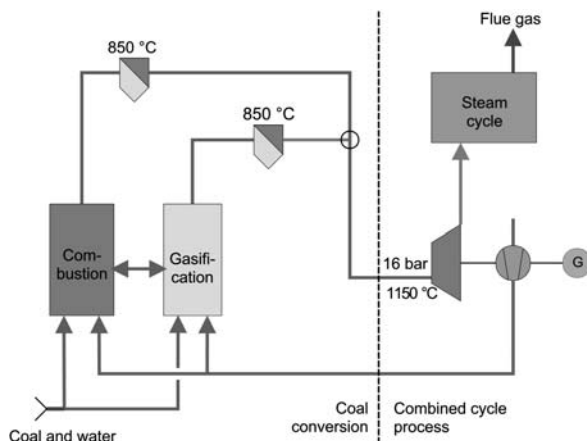 Flue gas
850 °C
850 °C
Steam
cycle
Com-
bustion
Gasifi-
cation
16 bar
1150 °C
G
Coal and water
Coal
conversion
Combined cycle
process